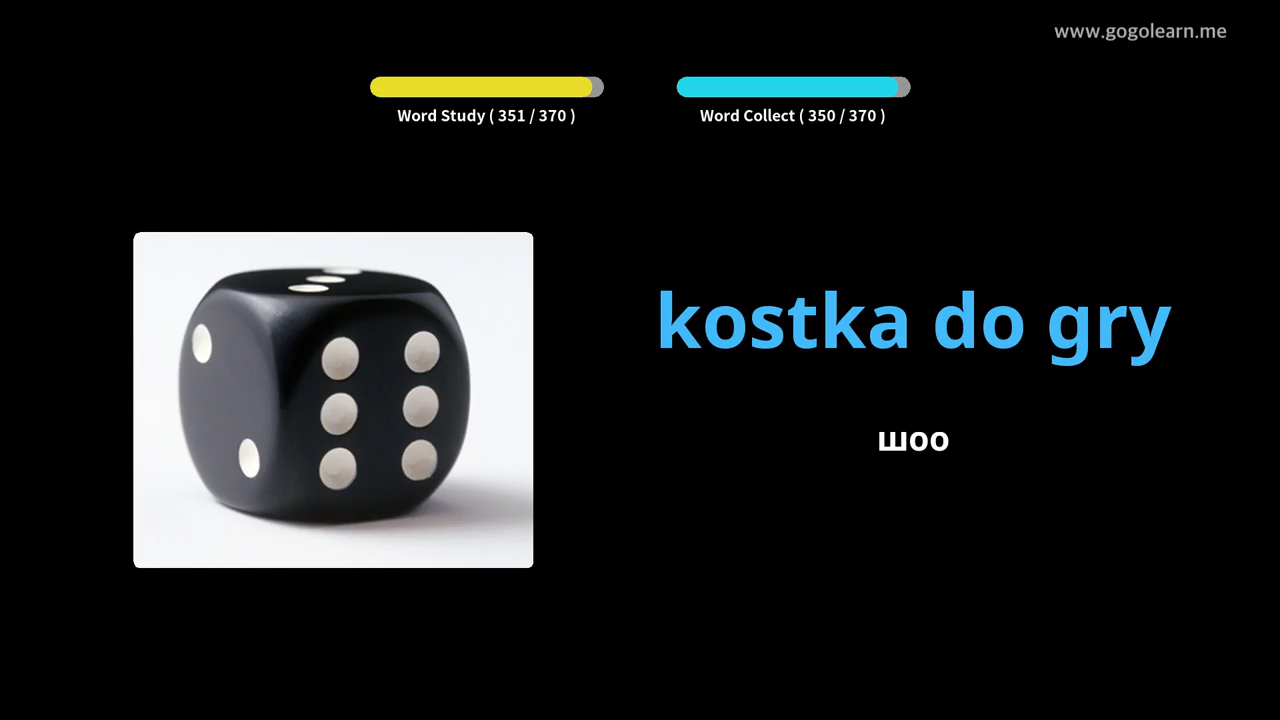 www.gogolearn.me
Word Study ( 351 / 370 )
Word Collect ( 350 / 370 )
kostka do gry
шоо